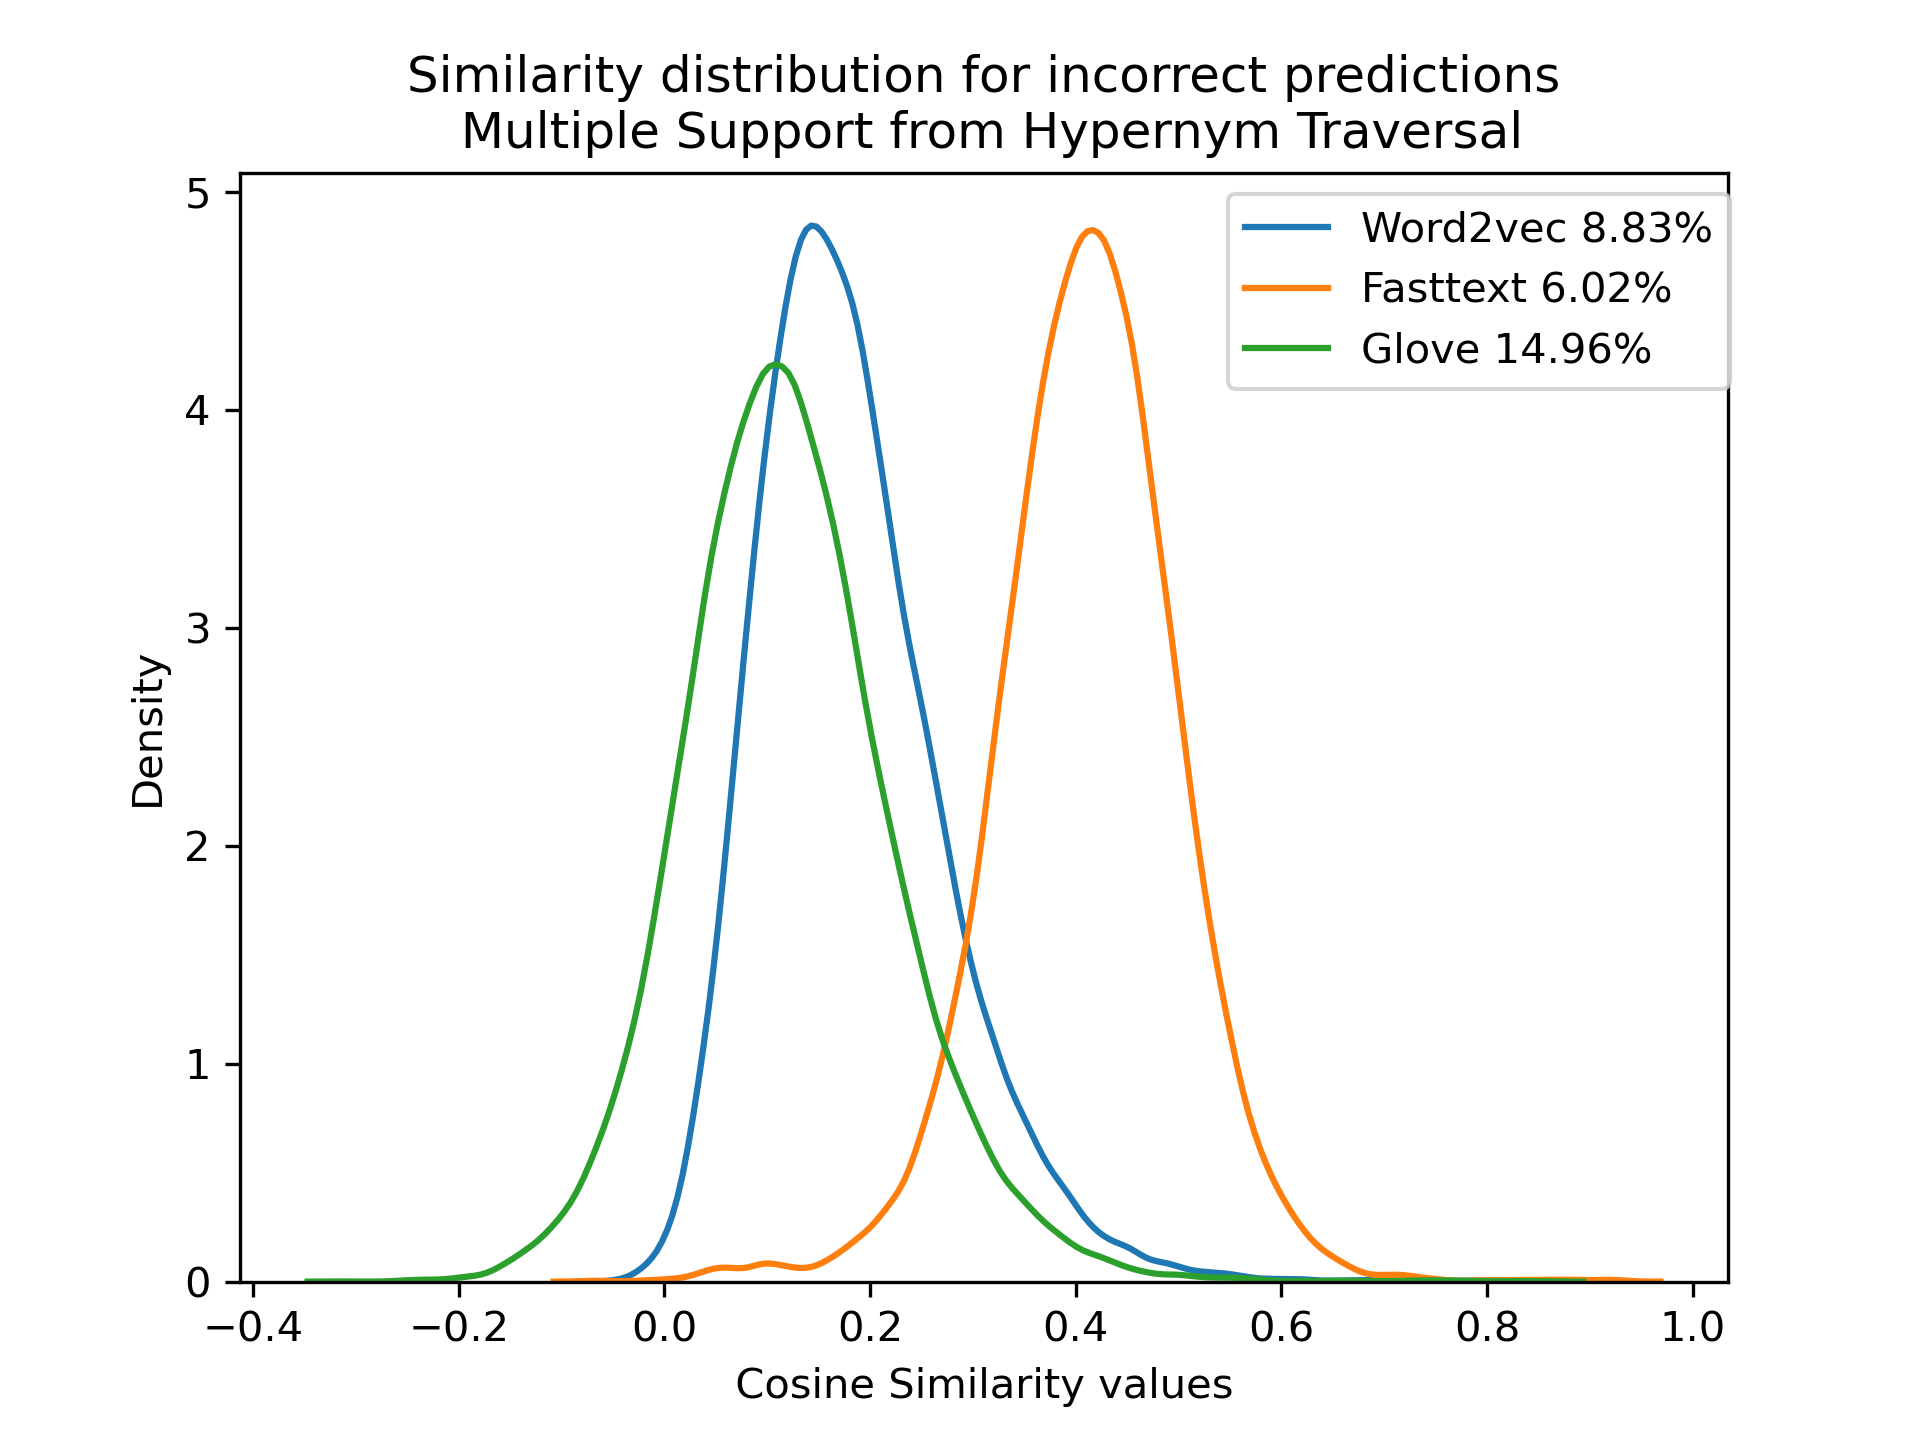 Similarity distribution for incorrect predictions
Multiple Support from Hypernym Traversal
Word2vec 8.83%
Fasttext 6.02%
Glove 14.96%
5
4
3
2
1
0
Density
−0.4 −0.2 0.0 0.2 0.4 0.6 0.8 1.0
Cosine Similarity values